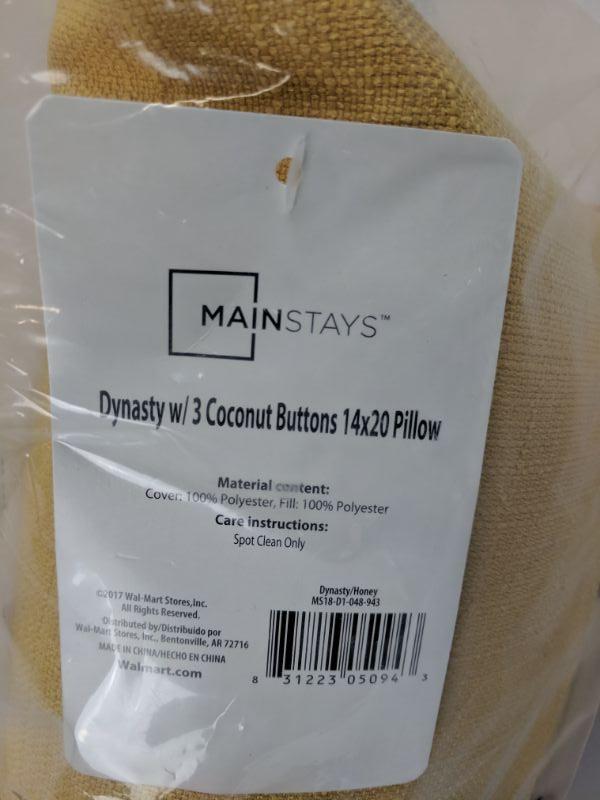 MAINSTAYS™
Dynasty w/ 3 Coconut Buttons 14x20 Pillow
Material content:
Cover: 100% Polyester, Fill: 100% Polyester
Care instructions:
Spot Clean Only
©2017 Wal-Mart Stores,Inc.
All Rights Reserved.
Distributed by/Distribuido por
Wal-Mart Stores, Inc., Bentonville, AR 72716
MADE IN CHINA/HECHO EN CHINA
Walmart.com
Dynasty/Honey
MS18-D1-048-943
8 31223 05094 3